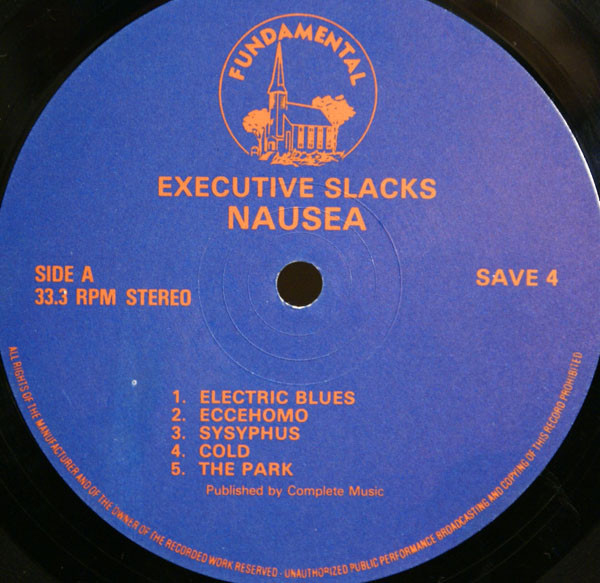 FUNDAMENTAL
EXECUTIVE SLACKS
NAUSEA
SIDE A
33.3 RPM STEREO
SAVE 4
1. ELECTRIC BLUES
2. ECCEHOMO
3. SYSYPHUS
4. COLD
5. THE PARK
Published by Complete Music
ALL RIGHTS OF THE MANUFACTURER AND OF THE OWNER OF THE RECORDED WORK RESERVED - UNAUTHORIZED PUBLIC PERFORMANCE BROADCASTING AND COPYING OF THIS RECORD PROHIBITED